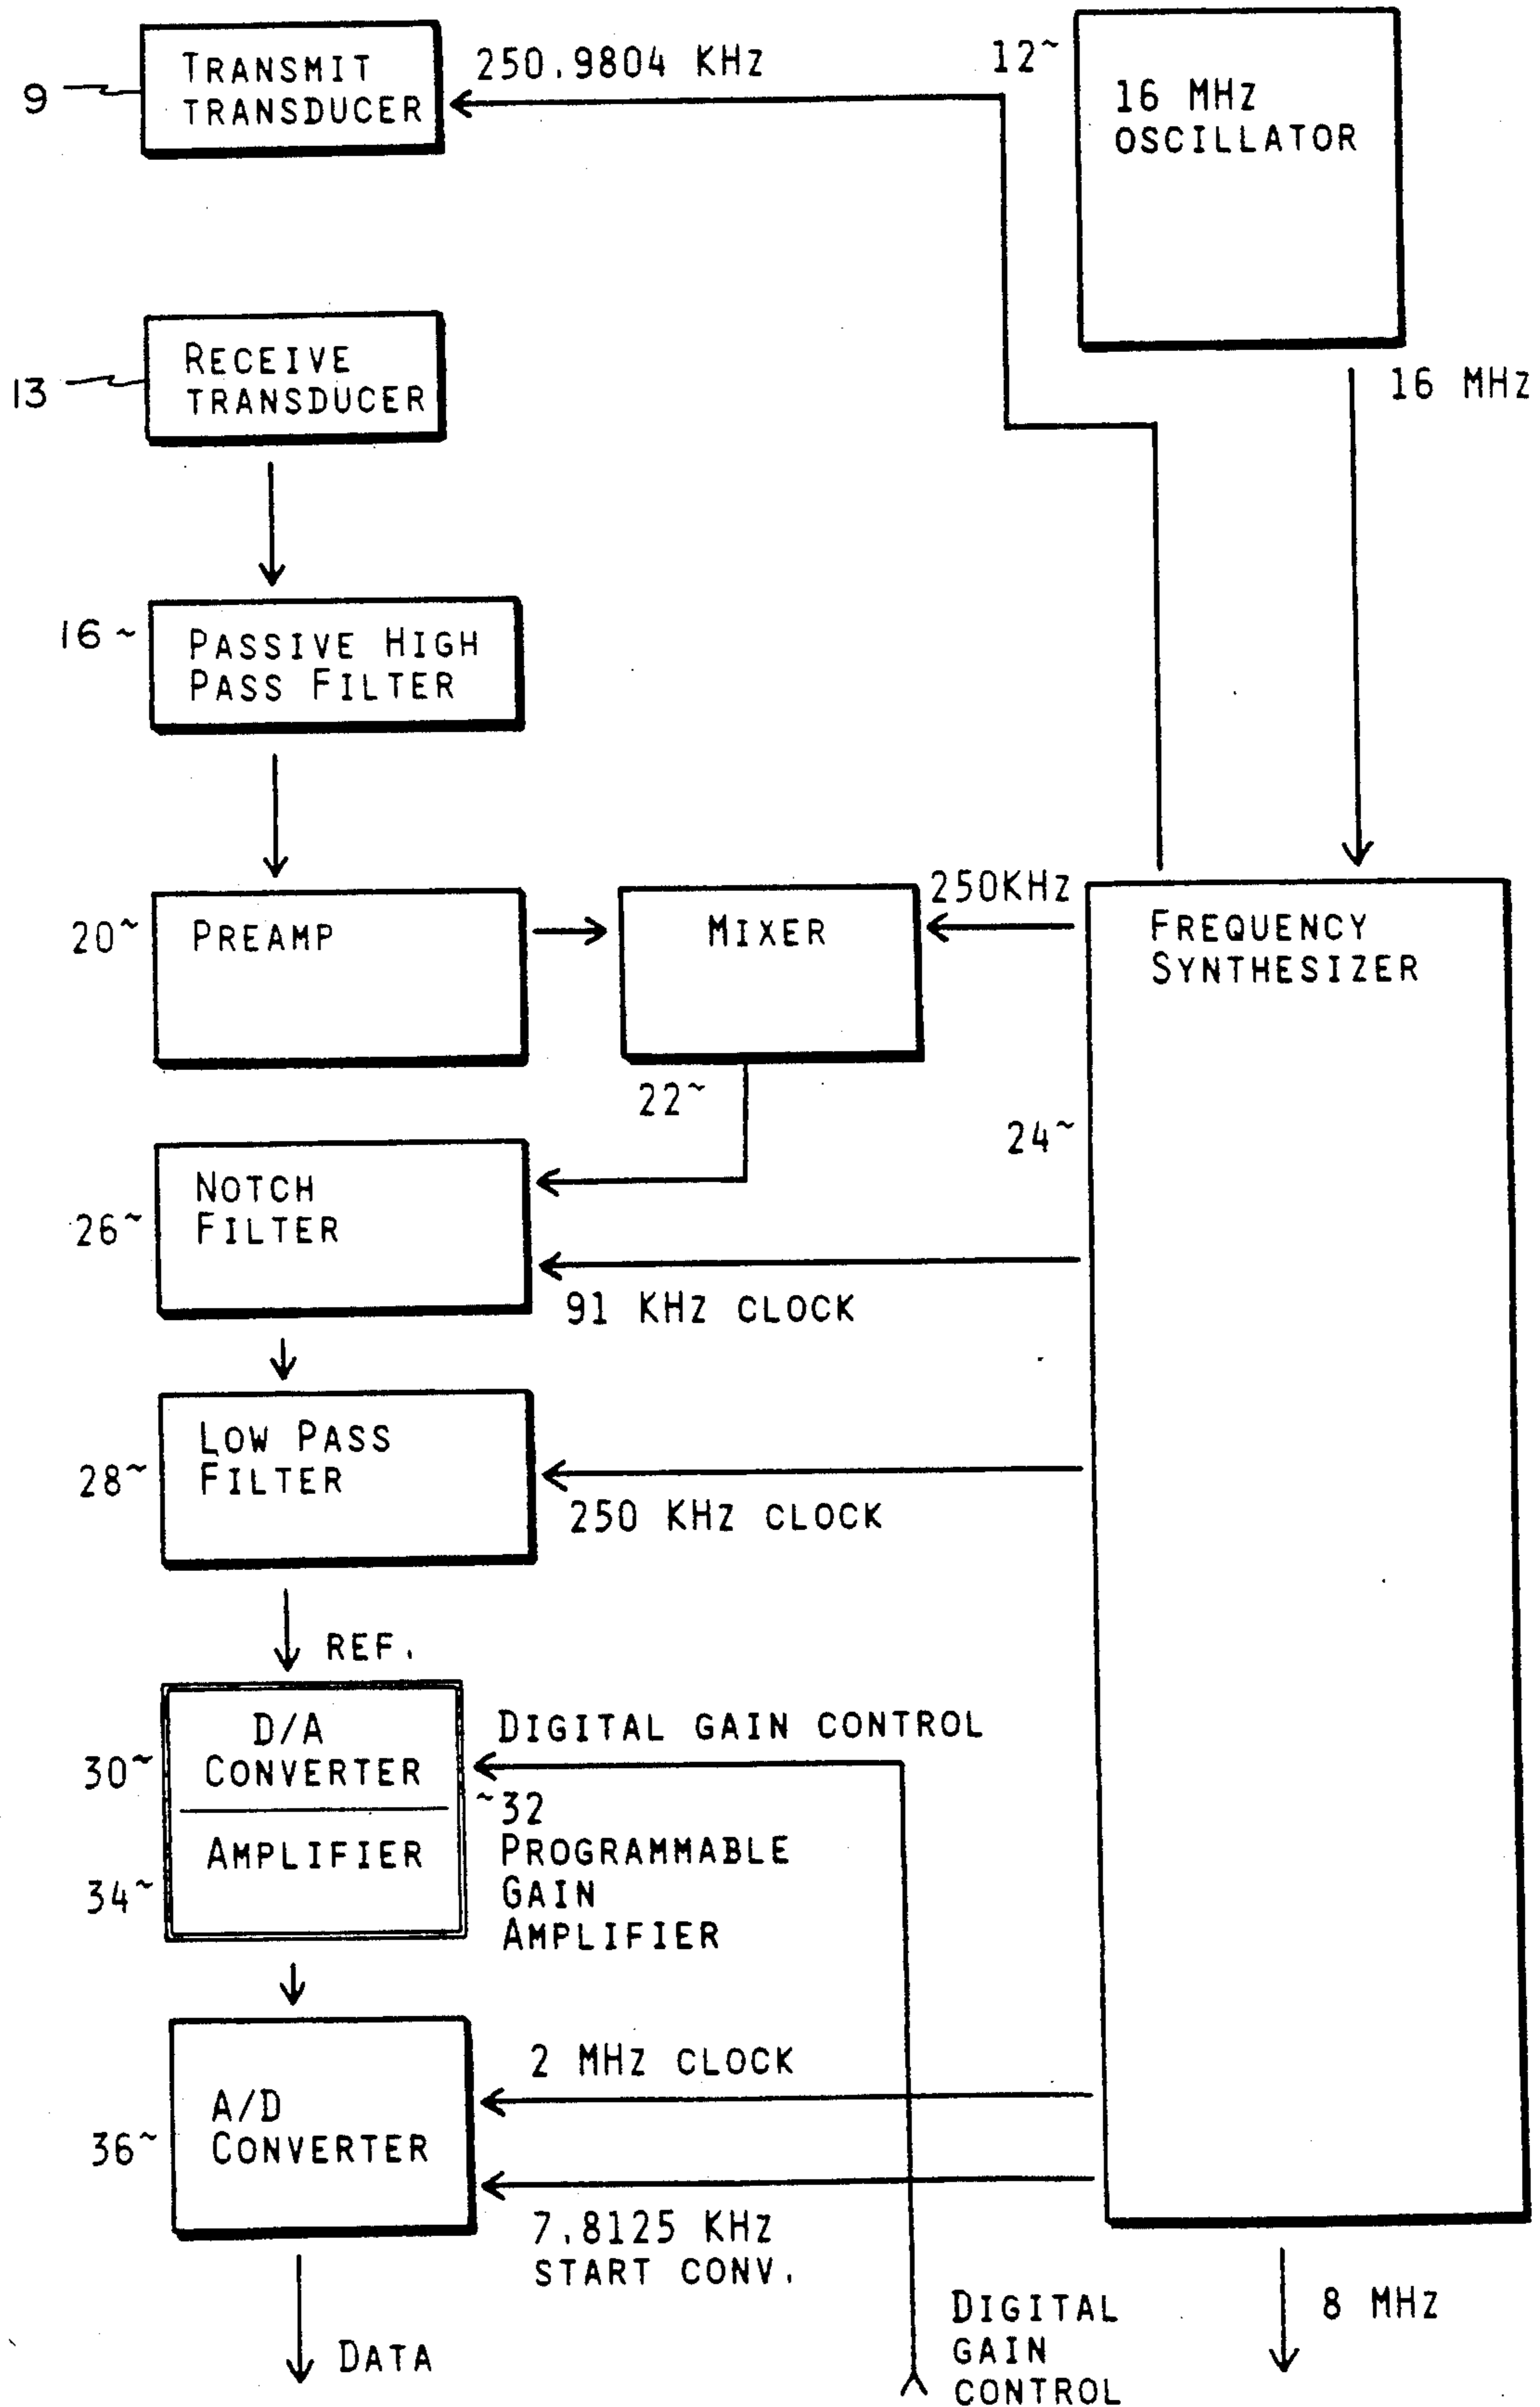 9
TRANSMIT
TRANSDUCER
250.9804 KHZ
12~
16 MHZ
OSCILLATOR
16 MHZ
13
RECEIVE
TRANSDUCER
16~
PASSIVE HIGH
PASS FILTER
20~
PREAMP
MIXER
22~
250KHZ
FREQUENCY
SYNTHESIZER
24~
26~
NOTCH
FILTER
91 KHZ CLOCK
28~
LOW PASS
FILTER
250 KHZ CLOCK
REF.
30~
D/A
CONVERTER
DIGITAL GAIN CONTROL
34~
AMPLIFIER
~32
PROGRAMMABLE
GAIN
AMPLIFIER
36~
A/D
CONVERTER
2 MHZ CLOCK
7.8125 KHZ
START CONV.
DATA
DIGITAL
GAIN
CONTROL
8 MHZ